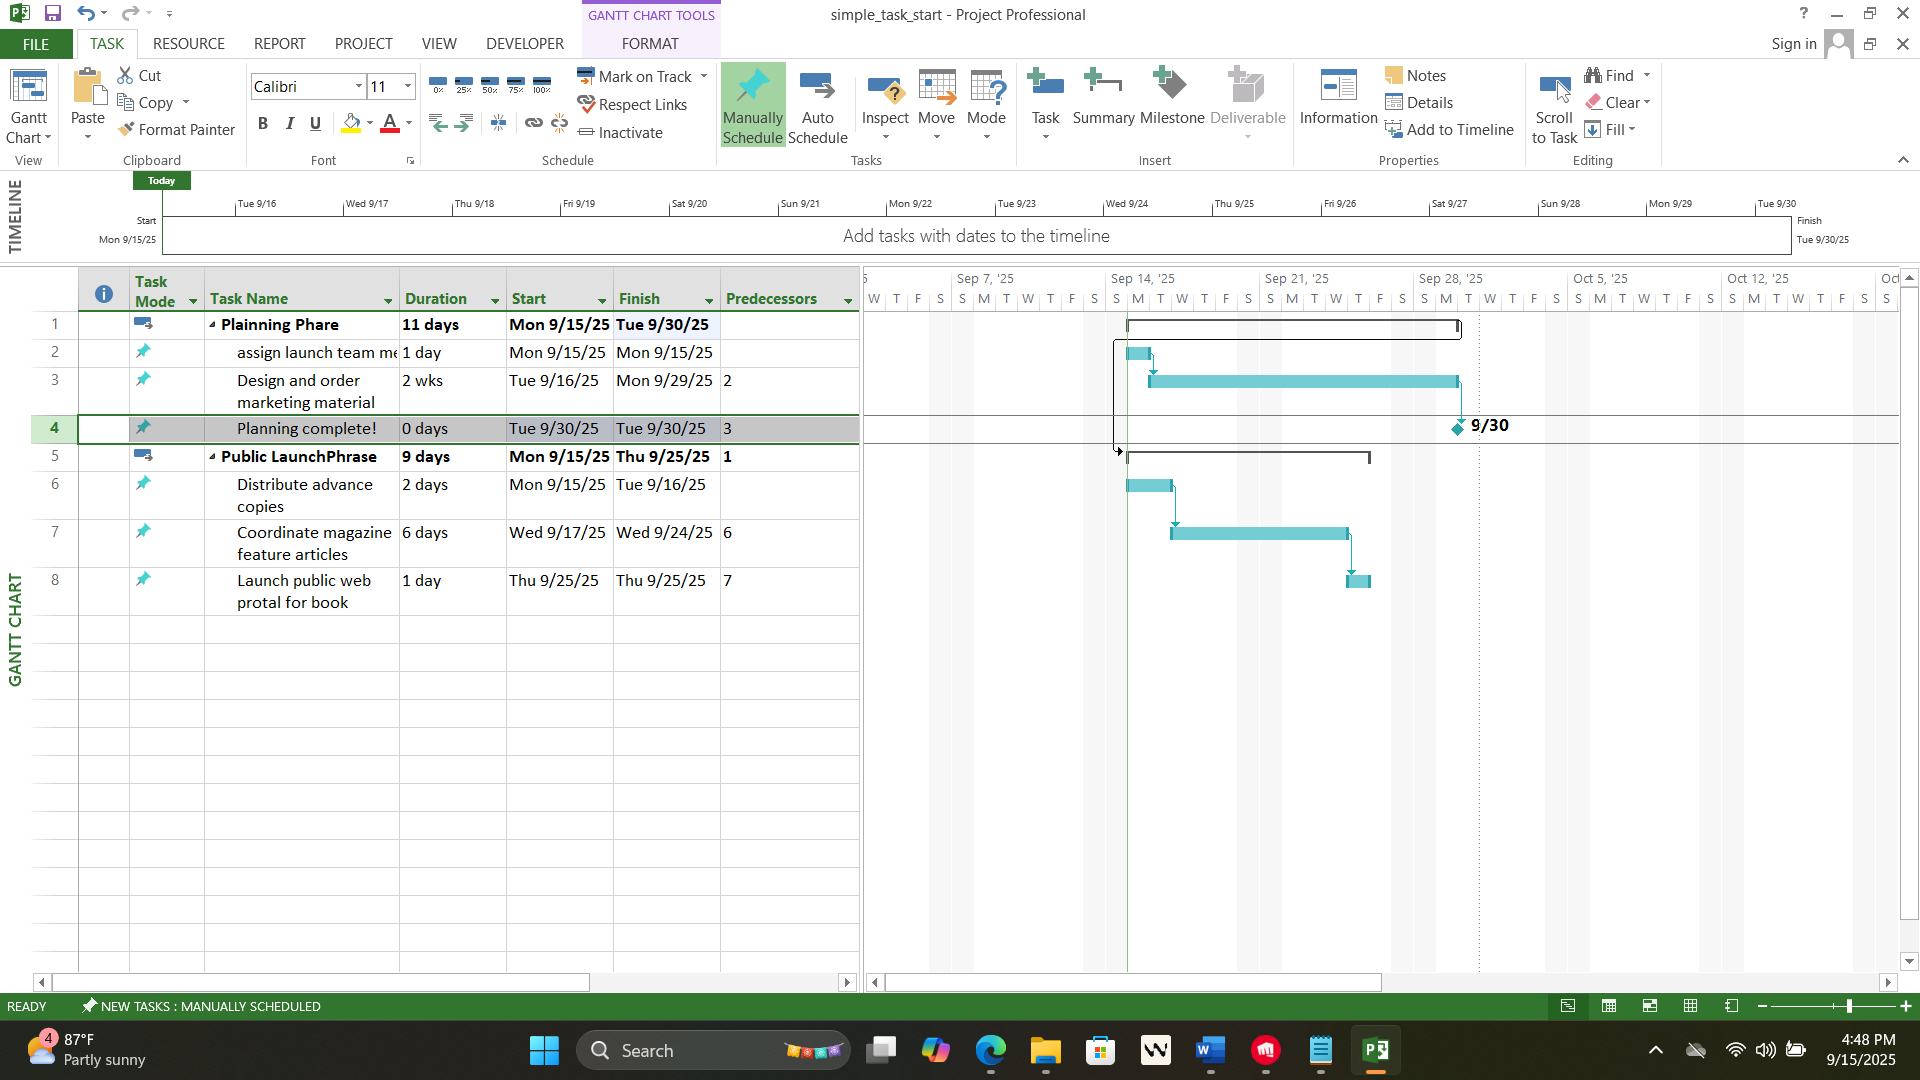 GANTT CHART TOOLS
simple_task_start - Project Professional
FILE TASK RESOURCE REPORT PROJECT VIEW DEVELOPER FORMAT Sign in
Gantt Chart
View
Paste
Cut
Copy
Format Painter
Clipboard
Calibri 11
B I U A
Font
0% 25% 50% 75% 100%
Mark on Track
Respect Links
Inactivate
Schedule
Manually Schedule
Auto Schedule
Inspect
Move
Mode
Tasks
Task
Summary
Milestone
Deliverable
Insert
Information
Notes
Details
Add to Timeline
Properties
Scroll to Task
Find
Clear
Fill
Editing
TIMELINE
Today
Start
Mon 9/15/25
Tue 9/16 Wed 9/17 Thu 9/18 Fri 9/19 Sat 9/20 Sun 9/21 Mon 9/22 Tue 9/23 Wed 9/24 Thu 9/25 Fri 9/26 Sat 9/27 Sun 9/28 Mon 9/29 Tue 9/30
Add tasks with dates to the timeline
Finish
Tue 9/30/25
GANTT CHART
Task Mode Task Name Duration Start Finish Predecessors
1 Plainning Phare 11 days Mon 9/15/25 Tue 9/30/25
2 assign launch team me 1 day Mon 9/15/25 Mon 9/15/25
3 Design and order marketing material 2 wks Tue 9/16/25 Mon 9/29/25 2
4 Planning complete! 0 days Tue 9/30/25 Tue 9/30/25 3
5 Public LaunchPhrase 9 days Mon 9/15/25 Thu 9/25/25 1
6 Distribute advance copies 2 days Mon 9/15/25 Tue 9/16/25
7 Coordinate magazine feature articles 6 days Wed 9/17/25 Wed 9/24/25 6
8 Launch public web protal for book 1 day Thu 9/25/25 Thu 9/25/25 7
Sep 7, '25 Sep 14, '25 Sep 21, '25 Sep 28, '25 Oct 5, '25 Oct 12, '25 Oct
W T F S S M T W T F S S M T W T F S S M T W T F S S M T W T F S S M T W T F S S M T W T F S S
9/30
READY NEW TASKS : MANUALLY SCHEDULED
4
87°F
Partly sunny
Search
4:48 PM
9/15/2025